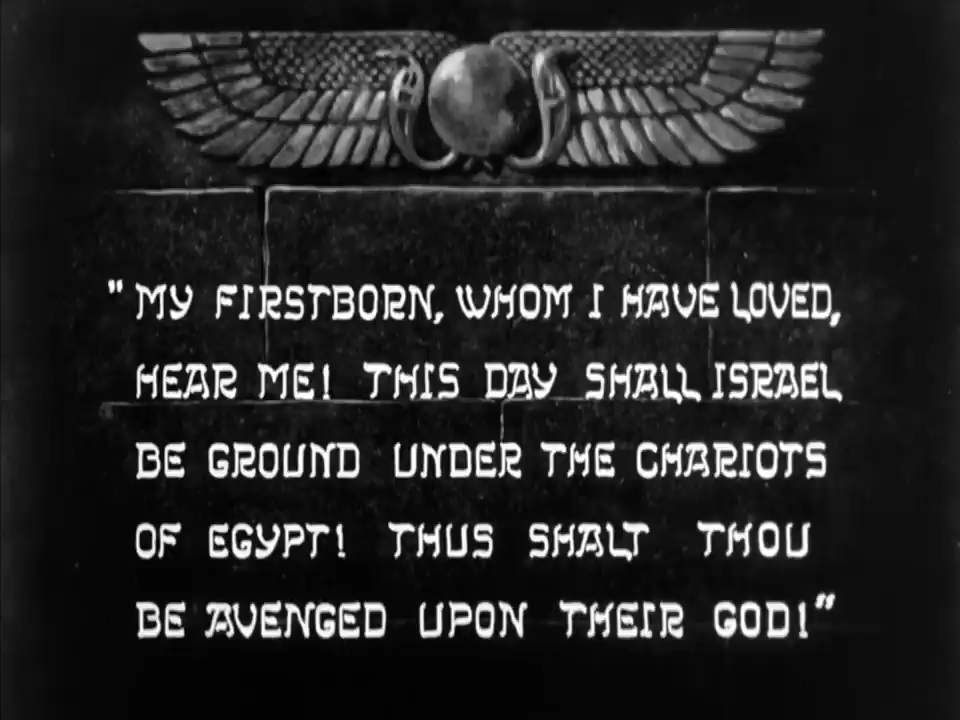 "MY FIRSTBORN, WHOM I HAVE LOVED,
HEAR ME! THIS DAY SHALL ISRAEL
BE GROUND UNDER THE CHARIOTS
OF EGYPT! THUS SHALT THOU
BE AVENGED UPON THEIR GOD!"